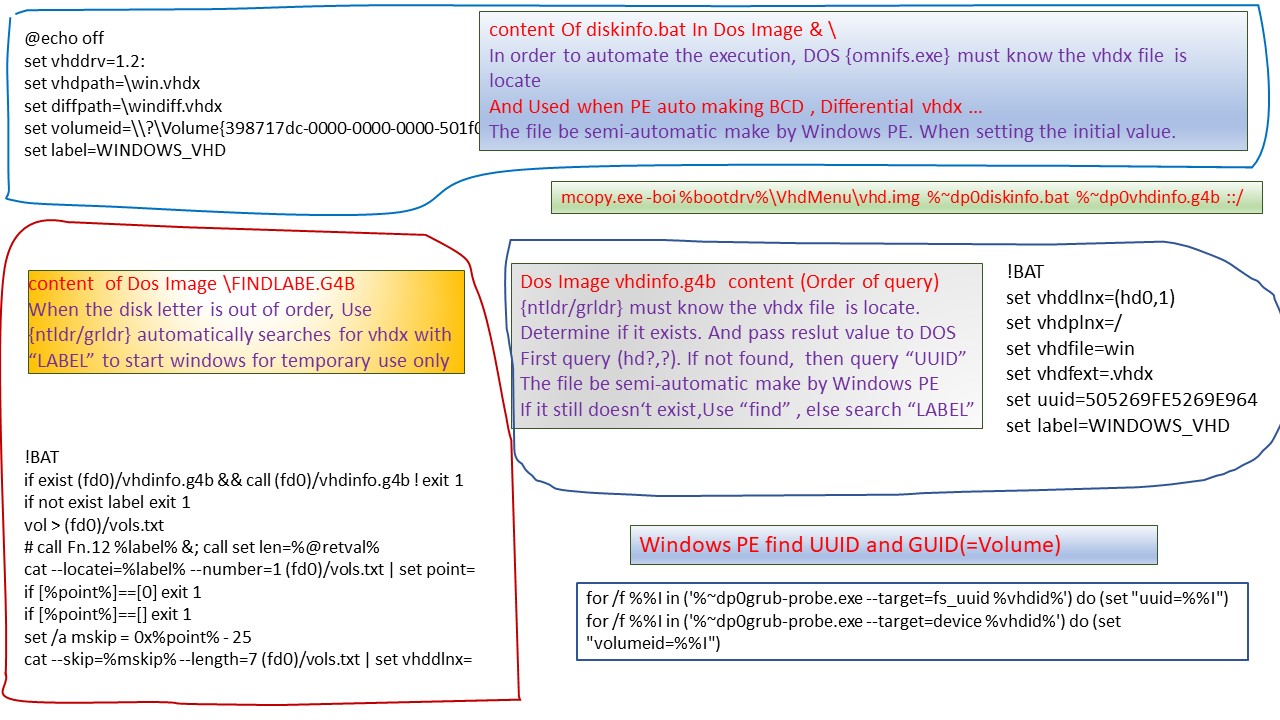 @echo off
set vhddrv=1.2:
set vhdpath=\win.vhdx
set diffpath=\windiff.vhdx
set volumeid=\\?\Volume{398717dc-0000-0000-0000-501f0
set label=WINDOWS_VHD
content Of diskinfo.bat In Dos Image & \
In order to automate the execution, DOS {omnifs.exe} must know the vhdx file is
locate
And Used when PE auto making BCD , Differential vhdx ...
The file be semi-automatic make by Windows PE. When setting the initial value.
mcopy.exe -boi %bootdrv%\VhdMenu\vhd.img %~dp0diskinfo.bat %~dp0vhdinfo.g4b ::/
content of Dos Image \FINDLABE.G4B
When the disk letter is out of order, Use
{ntldr/grldr} automatically searches for vhdx with
“LABEL” to start windows for temporary use only
!BAT
if exist (fd0)/vhdinfo.g4b && call (fd0)/vhdinfo.g4b ! exit 1
if not exist label exit 1
vol > (fd0)/vols.txt
# call Fn.12 %label% &; call set len=%@retval%
cat --locatei=%label% --number=1 (fd0)/vols.txt | set point=
if [%point%]==[0] exit 1
if [%point%]==[] exit 1
set /a mskip = 0x%point% - 25
cat --skip=%mskip% --length=7 (fd0)/vols.txt | set vhddlnx=
Dos Image vhdinfo.g4b content (Order of query)
{ntldr/grldr} must know the vhdx file is locate.
Determine if it exists. And pass reslut value to DOS
First query (hd?,?). If not found, then query “UUID”
The file be semi-automatic make by Windows PE
If it still doesn‘t exist,Use “find” , else search “LABEL”
!BAT
set vhddlnx=(hd0,1)
set vhdplnx=/
set vhdfile=win
set vhdfext=.vhdx
set uuid=505269FE5269E964
set label=WINDOWS_VHD
Windows PE find UUID and GUID(=Volume)
for /f %%I in ('%~dp0grub-probe.exe --target=fs_uuid %vhdid%') do (set "uuid=%%I")
for /f %%I in ('%~dp0grub-probe.exe --target=device %vhdid%') do (set
"volumeid=%%I")